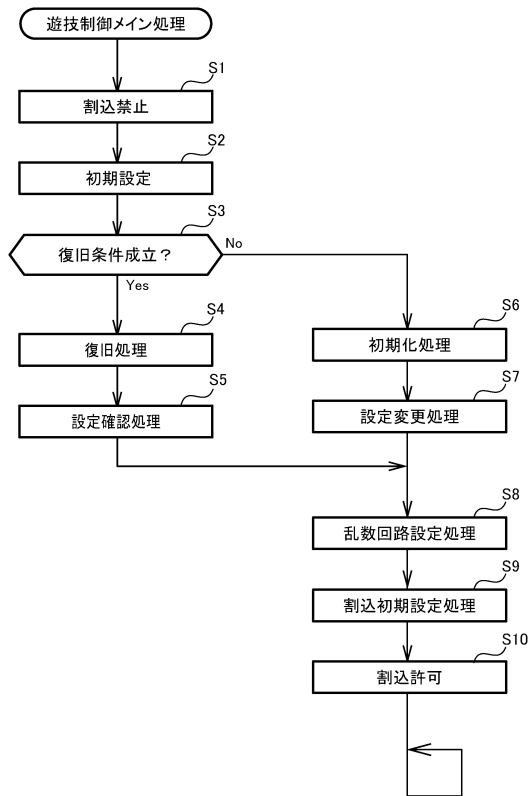 遊技制御メイン処理
S1
割込禁止
S2
初期設定
S3
復旧条件成立?
No
Yes
S4
復旧処理
S5
設定確認処理
S6
初期化処理
S7
設定変更処理
S8
乱数回路設定処理
S9
割込初期設定処理
S10
割込許可